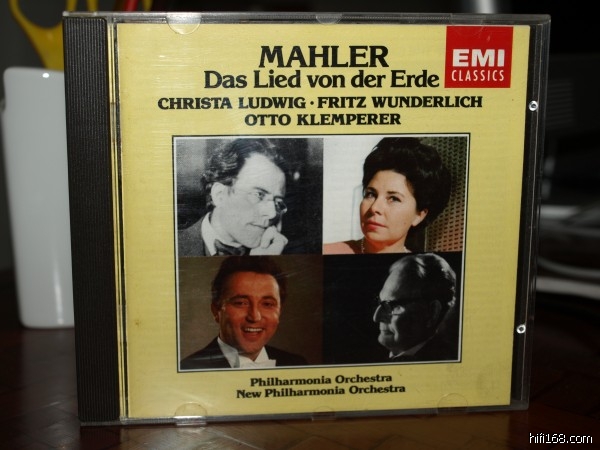 MAHLER
Das Lied von der Erde
CHRISTA LUDWIG · FRITZ WUNDERLICH
OTTO KLEMPERER
EMI
CLASSICS
Philharmonia Orchestra
New Philharmonia Orchestra
hifi168.com